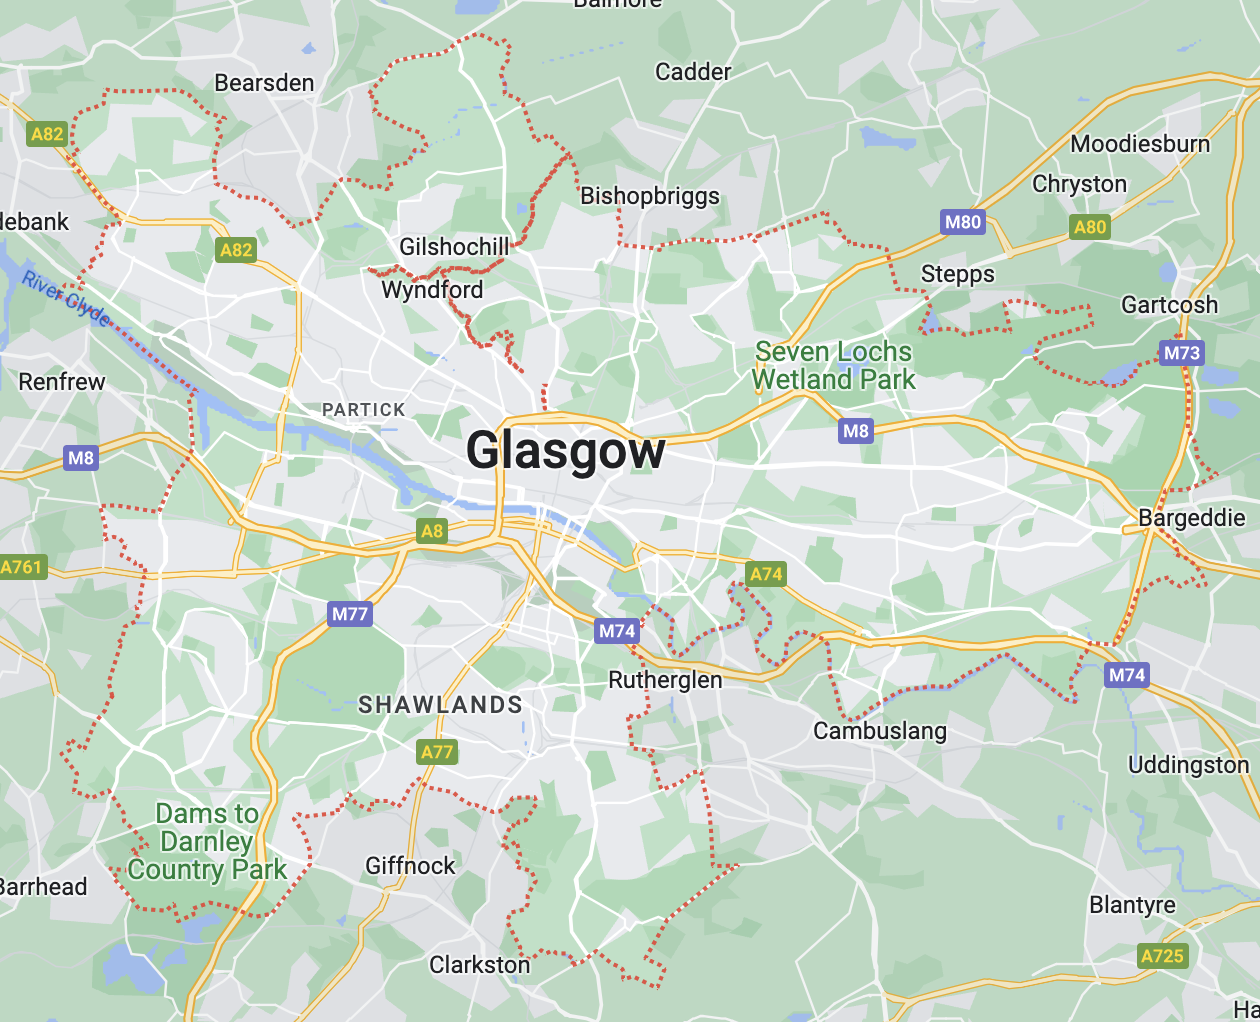 Balmore
Cadder
Bearsden
A82
Moodiesburn
Chryston
Bishopbriggs
debank
M80
A80
A82
Gilshochill
Stepps
River Clyde
Wyndford
Gartcosh
Seven Lochs
Wetland Park
M73
Renfrew
PARTICK
M8
Glasgow
M8
Bargeddie
A8
A761
A74
M77
M74
Rutherglen
M74
SHAWLANDS
Cambuslang
A77
Uddingston
Dams to
Darnley
Country Park
Giffnock
Barrhead
Blantyre
A725
Clarkston
Ha